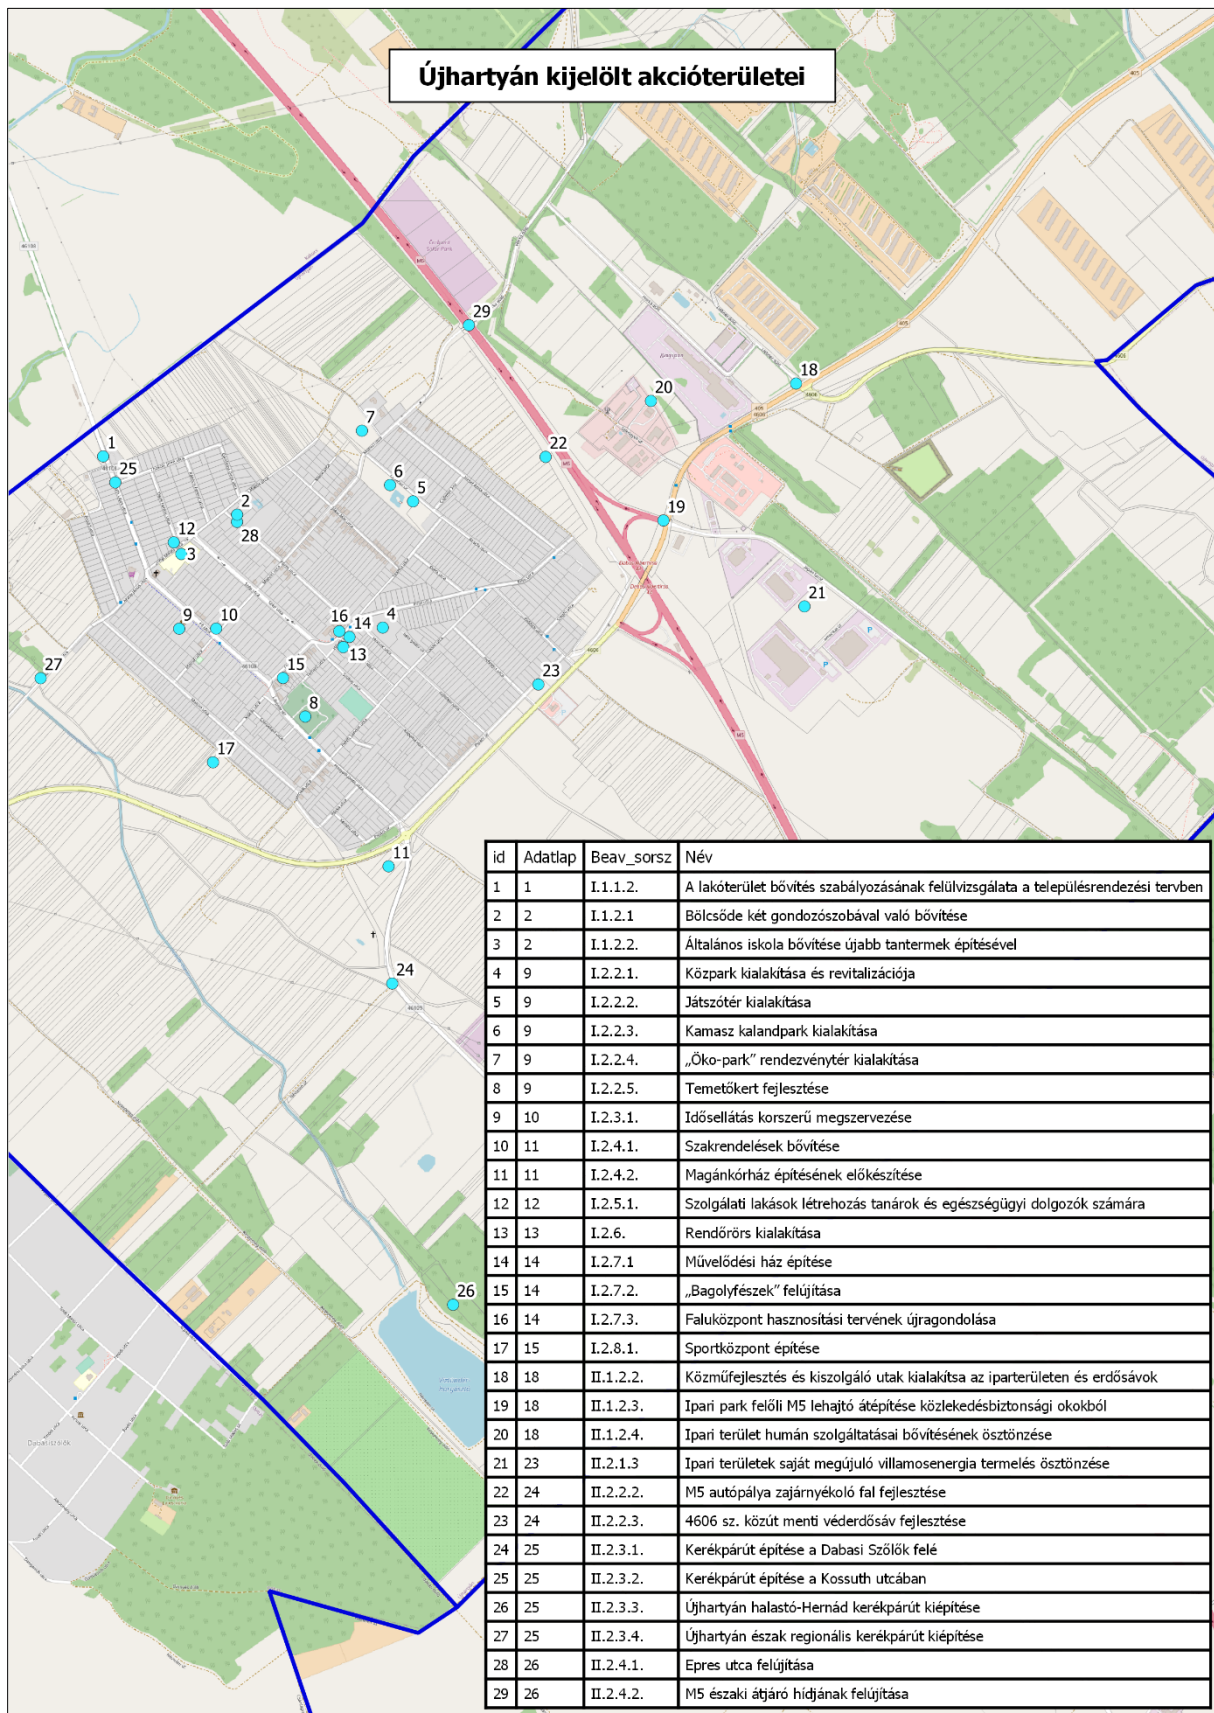 Újhartyán kijelölt akcióterületei
29
18
20
7
22
1
6
25
5
2
19
28
12
3
21
9
10
16
14
4
13
27
15
23
8
17
11
24
26
Dabasi szőlők
id Adatlap Beav_sorsz Név
1 1 I.1.1.2. A lakóterület bővítés szabályozásának felülvizsgálata a településrendezési tervben
2 2 I.1.2.1 Bölcsőde két gondozószobával való bővítése
3 2 I.1.2.2. Általános iskola bővítése újabb tantermek építésével
4 9 I.2.2.1. Közpark kialakítása és revitalizációja
5 9 I.2.2.2. Játszótér kialakítása
6 9 I.2.2.3. Kamasz kalandpark kialakítása
7 9 I.2.2.4. „Öko-park” rendezvénytér kialakítása
8 9 I.2.2.5. Temetőkert fejlesztése
9 10 I.2.3.1. Idősellátás korszerű megszervezése
10 11 I.2.4.1. Szakrendelések bővítése
11 11 I.2.4.2. Magánkórház építésének előkészítése
12 12 I.2.5.1. Szolgálati lakások létrehozás tanárok és egészségügyi dolgozók számára
13 13 I.2.6. Rendőrörs kialakítása
14 14 I.2.7.1 Művelődési ház építése
15 14 I.2.7.2. „Bagolyfészek” felújítása
16 14 I.2.7.3. Faluközpont hasznosítási tervének újragondolása
17 15 I.2.8.1. Sportközpont építése
18 18 II.1.2.2. Közműfejlesztés és kiszolgáló utak kialakítsa az iparterületen és erdősávok
19 18 II.1.2.3. Ipari park felőli M5 lehajtó átépítése közlekedésbiztonsági okokból
20 18 II.1.2.4. Ipari terület humán szolgáltatásai bővítésének ösztönzése
21 23 II.2.1.3 Ipari területek saját megújuló villamosenergia termelés ösztönzése
22 24 II.2.2.2. M5 autópálya zajárnyékoló fal fejlesztése
23 24 II.2.2.3. 4606 sz. közút menti véderdősáv fejlesztése
24 25 II.2.3.1. Kerékpárút építése a Dabasi Szőlők felé
25 25 II.2.3.2. Kerékpárút építése a Kossuth utcában
26 25 II.2.3.3. Újhartyán halastó-Hernád kerékpárút kiépítése
27 25 II.2.3.4. Újhartyán észak regionális kerékpárút kiépítése
28 26 II.2.4.1. Epres utca felújítása
29 26 II.2.4.2. M5 északi átjáró hídjának felújítása